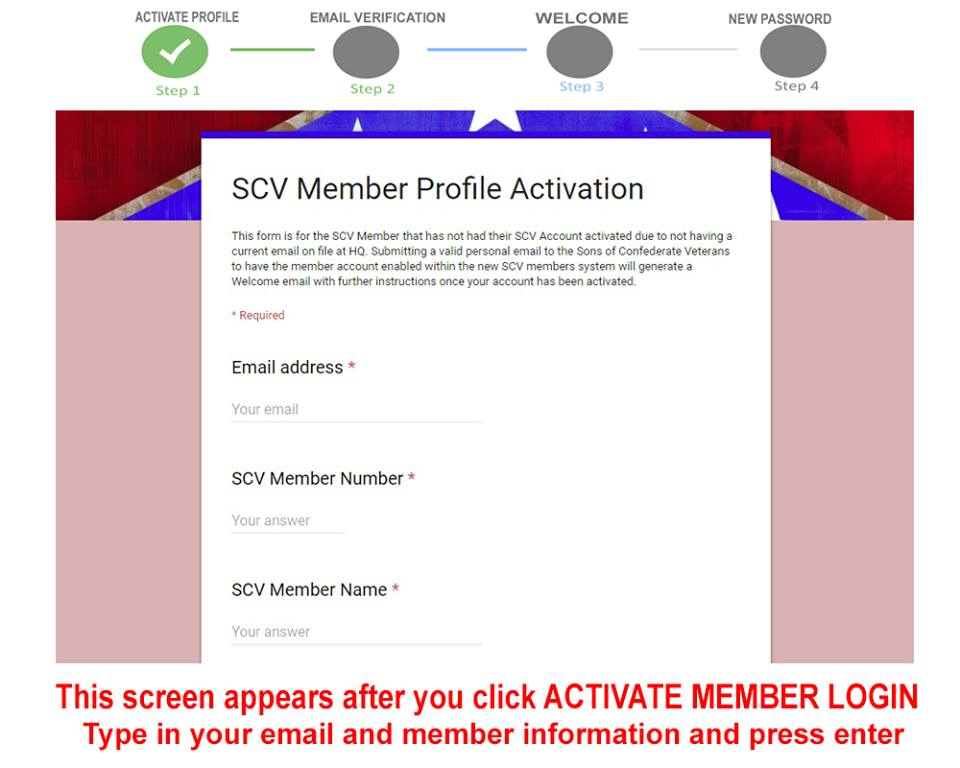 ACTIVATE PROFILE
EMAIL VERIFICATION
WELCOME
NEW PASSWORD
Step 1
Step 2
Step 3
Step 4
SCV Member Profile Activation
This form is for the SCV Member that has not had their SCV Account activated due to not having a
current email on file at HQ. Submitting a valid personal email to the Sons of Confederate Veterans
to have the member account enabled within the new SCV members system will generate a
Welcome email with further instructions once your account has been activated.
* Required
Email address *
Your email
SCV Member Number *
Your answer
SCV Member Name *
Your answer
This screen appears after you click ACTIVATE MEMBER LOGIN
Type in your email and member information and press enter